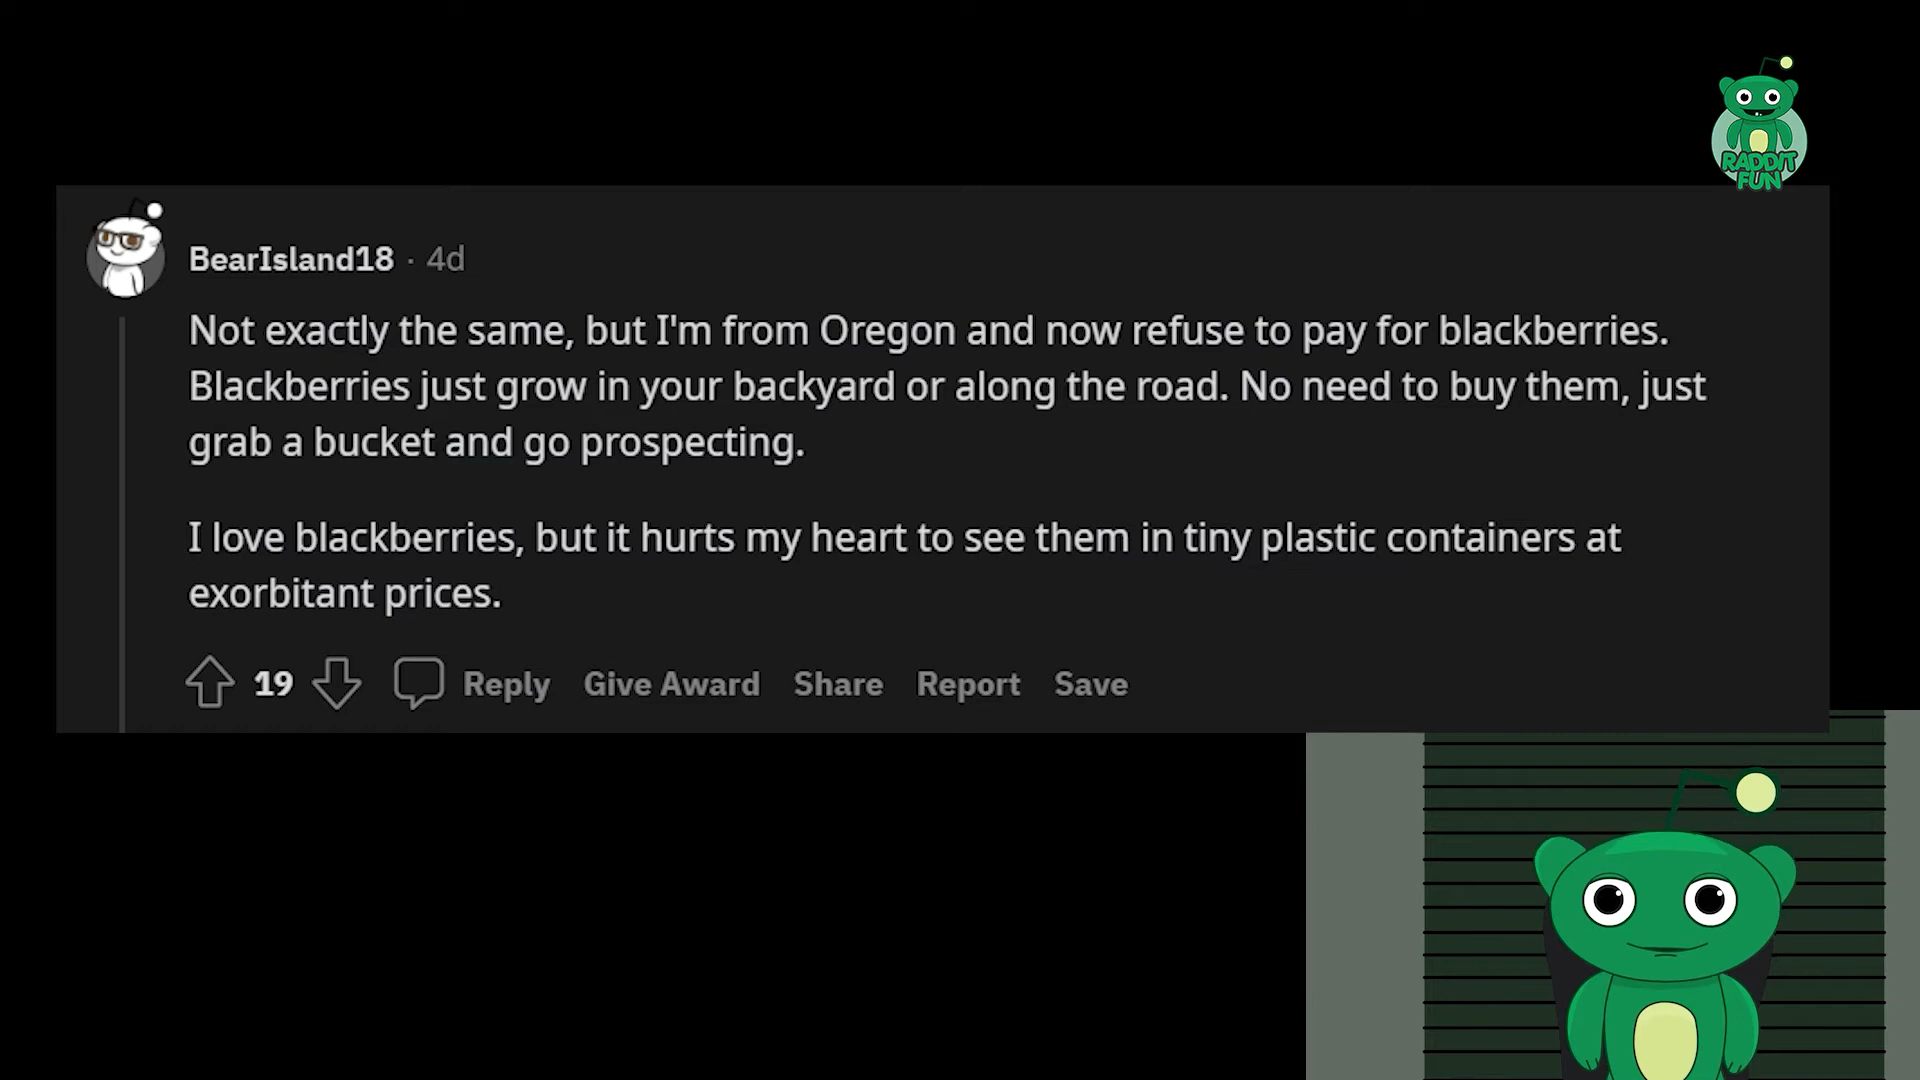 RADDIT
FUN
BearIsland18 · 4d
Not exactly the same, but I'm from Oregon and now refuse to pay for blackberries.
Blackberries just grow in your backyard or along the road. No need to buy them, just
grab a bucket and go prospecting.
I love blackberries, but it hurts my heart to see them in tiny plastic containers at
exorbitant prices.
19 Reply Give Award Share Report Save